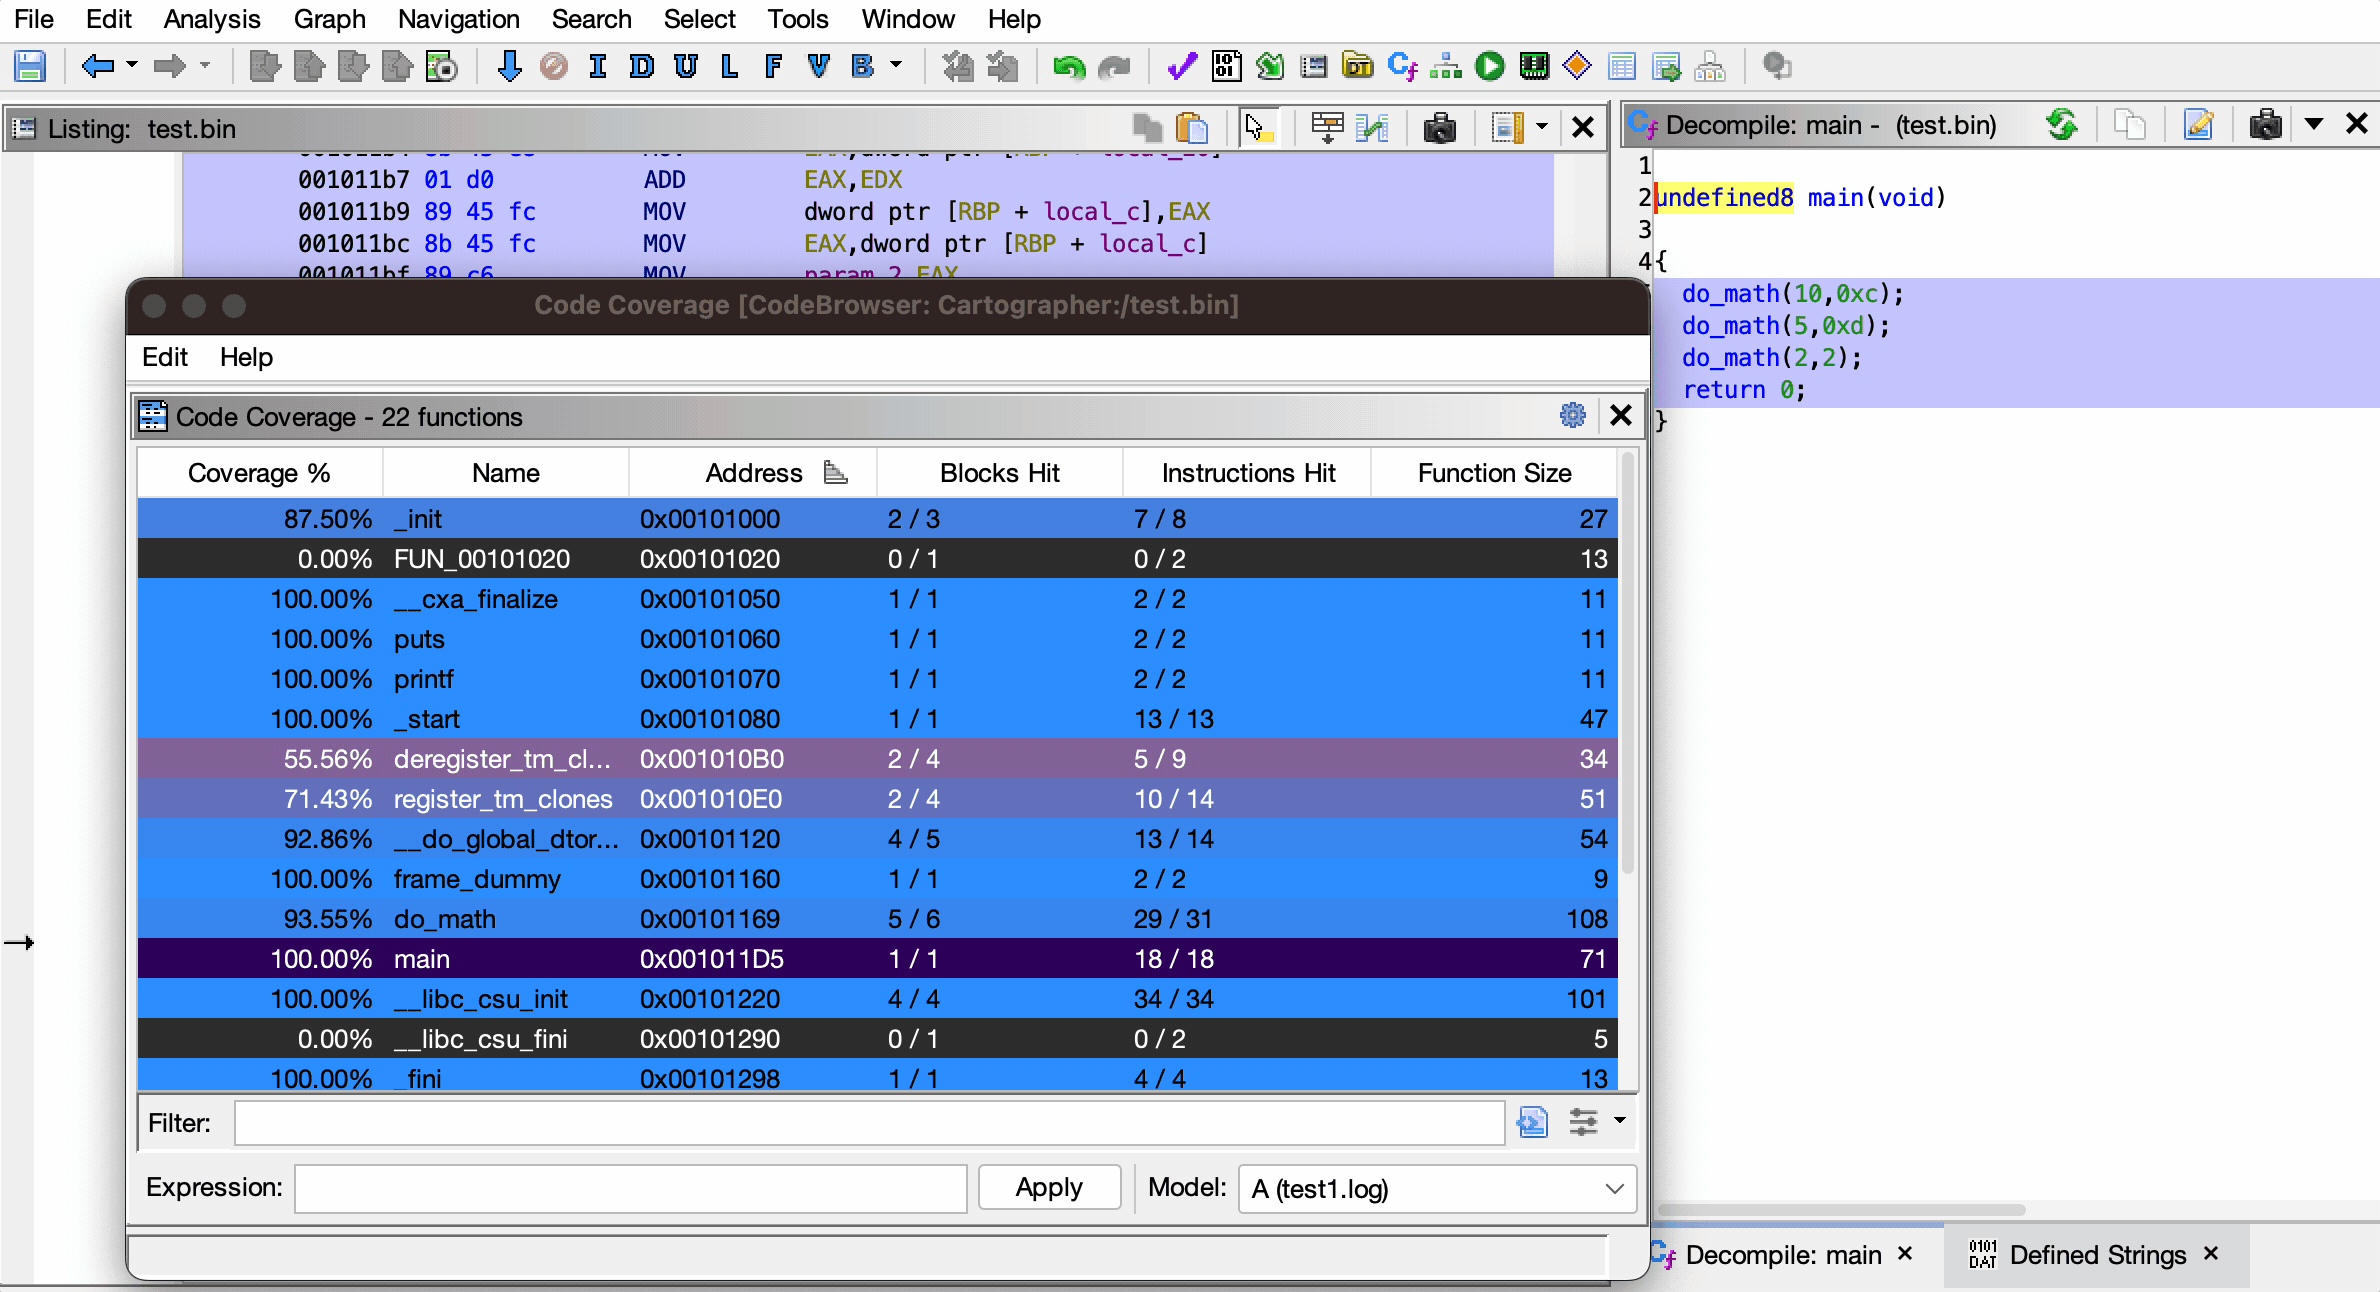 File Edit Analysis Graph Navigation Search Select Tools Window Help
I D U L F V B
Listing: test.bin
001011b7 01 d0 ADD EAX,EDX
001011b9 89 45 fc MOV dword ptr [RBP + local_c],EAX
001011bc 8b 45 fc MOV EAX,dword ptr [RBP + local_c]
001011bf 89 c6 MOV param_2,EAX
Decompile: main - (test.bin)
1
2 undefined8 main(void)
3
4 {
do_math(10,0xc);
do_math(5,0xd);
do_math(2,2);
return 0;
}
Code Coverage [CodeBrowser: Cartographer:/test.bin]
Edit Help
Code Coverage - 22 functions
Coverage % Name Address Blocks Hit Instructions Hit Function Size
87.50% _init 0x00101000 2 / 3 7 / 8 27
0.00% FUN_00101020 0x00101020 0 / 1 0 / 2 13
100.00% __cxa_finalize 0x00101050 1 / 1 2 / 2 11
100.00% puts 0x00101060 1 / 1 2 / 2 11
100.00% printf 0x00101070 1 / 1 2 / 2 11
100.00% _start 0x00101080 1 / 1 13 / 13 47
55.56% deregister_tm_cl... 0x001010B0 2 / 4 5 / 9 34
71.43% register_tm_clones 0x001010E0 2 / 4 10 / 14 51
92.86% __do_global_dtor... 0x00101120 4 / 5 13 / 14 54
100.00% frame_dummy 0x00101160 1 / 1 2 / 2 9
93.55% do_math 0x00101169 5 / 6 29 / 31 108
100.00% main 0x001011D5 1 / 1 18 / 18 71
100.00% __libc_csu_init 0x00101220 4 / 4 34 / 34 101
0.00% __libc_csu_fini 0x00101290 0 / 1 0 / 2 5
100.00% _fini 0x00101298 1 / 1 4 / 4 13
Filter:
Expression: Apply Model: A (test1.log)
Decompile: main × Defined Strings ×